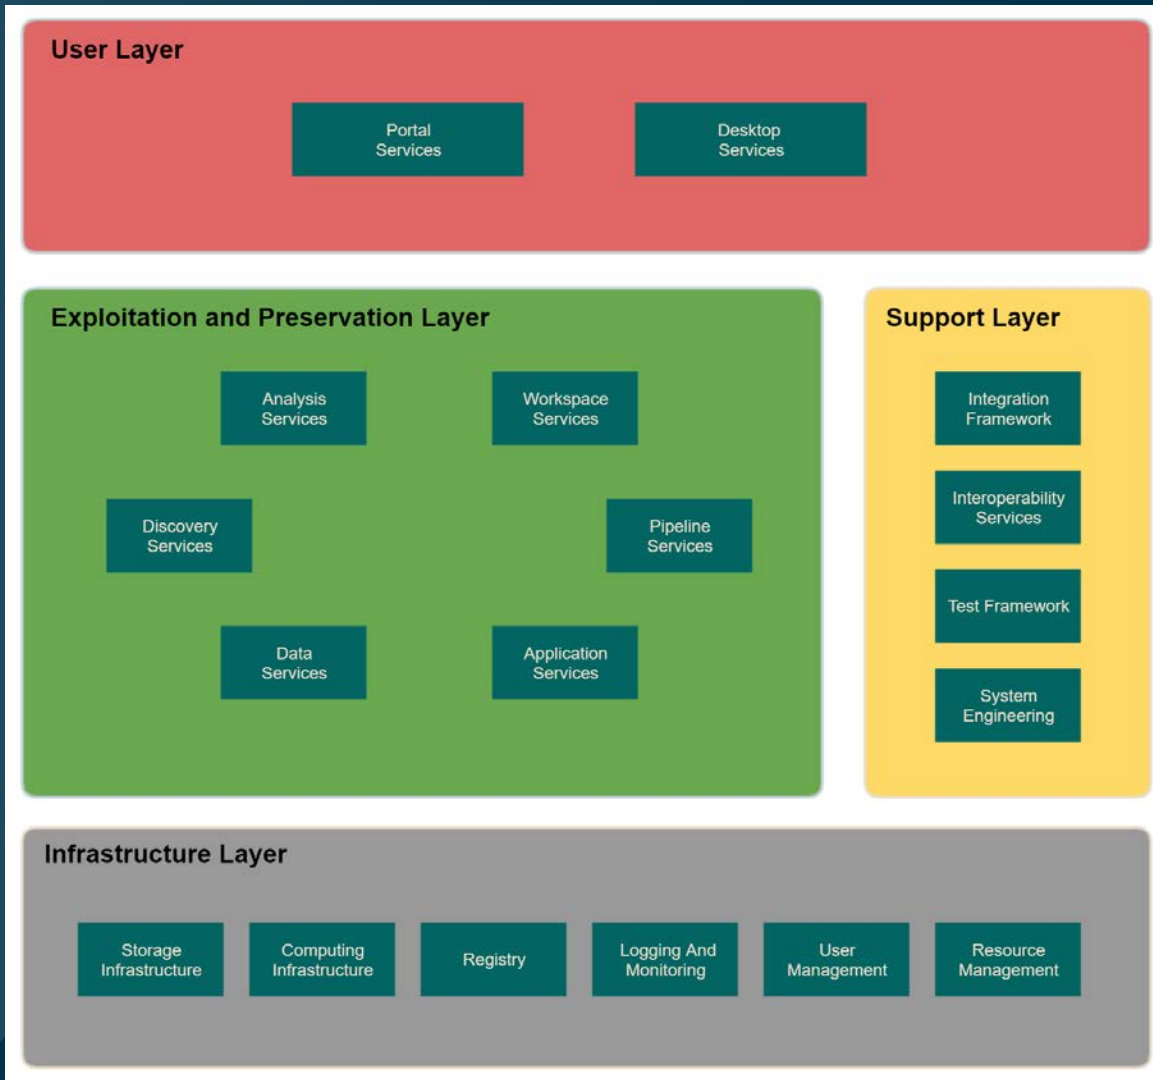 User Layer
Portal
Services
Desktop
Services
Exploitation and Preservation Layer
Analysis
Services
Workspace
Services
Discovery
Services
Pipeline
Services
Data
Services
Application
Services
Support Layer
Integration
Framework
Interoperability
Services
Test Framework
System
Engineering
Infrastructure Layer
Storage
Infrastructure
Computing
Infrastructure
Registry
Logging And
Monitoring
User
Management
Resource
Management